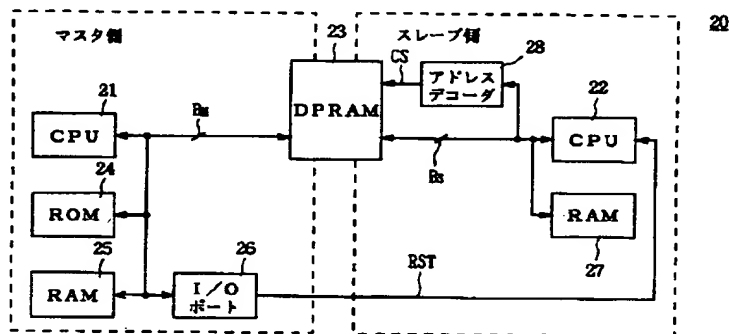 20
マスタ側
スレーブ側
23
28
CS
アドレス
デコーダ
21
22
Bm
DPRAM
CPU
CPU
24
Bs
ROM
RAM
25
26
27
RAM
I/O
ポート
RST